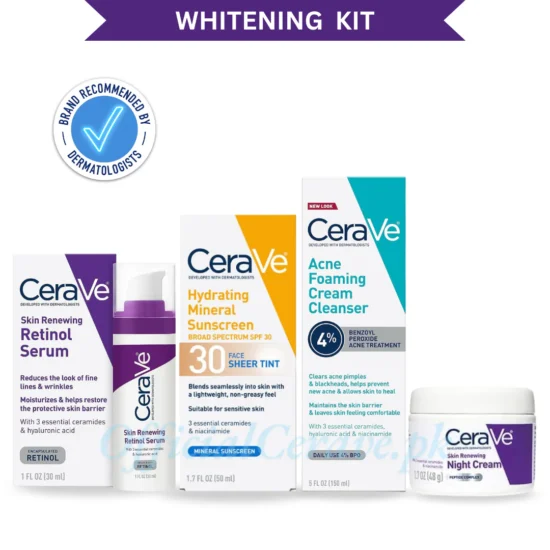 WHITENING KIT
BRAND RECOMMENDED BY
DERMATOLOGISTS
CeraVe
DEVELOPED WITH DERMATOLOGISTS
Skin Renewing
Retinol
Serum
Reduces the look of fine
lines & wrinkles
Moisturizes & helps restore
the protective skin barrier
With 3 essential ceramides
& hyaluronic acid
ENCAPSULATED
RETINOL
1 FL OZ (30 ml)
CeraVe
Skin Renewing
Retinol Serum
CeraVe
DEVELOPED WITH DERMATOLOGISTS
Hydrating
Mineral
Sunscreen
BROAD SPECTRUM SPF 30
30 FACE
SHEER TINT
Blends seamlessly into skin with
a lightweight, non-greasy feel
Suitable for sensitive skin
3 essential ceramides
& niacinamide
MINERAL SUNSCREEN
1.7 FL OZ (50 ml)
NEW LOOK
CeraVe
DEVELOPED WITH DERMATOLOGISTS
Acne
Foaming
Cream
Cleanser
4% BENZOYL
PEROXIDE
ACNE TREATMENT
Clears acne pimples
& blackheads, helps prevent
new acne & allows skin to heal
Maintains the skin barrier
& leaves skin feeling comfortable
With 3 essential ceramides,
hyaluronic acid & niacinamide
DAILY USE 4% BPO
5 FL OZ (150 ml)
CeraVe
DEVELOPED WITH DERMATOLOGISTS
Skin Renewing
Night Cream
PEPTIDE COMPLEX
1.7 OZ (48 g)
OfficialCerave.pk